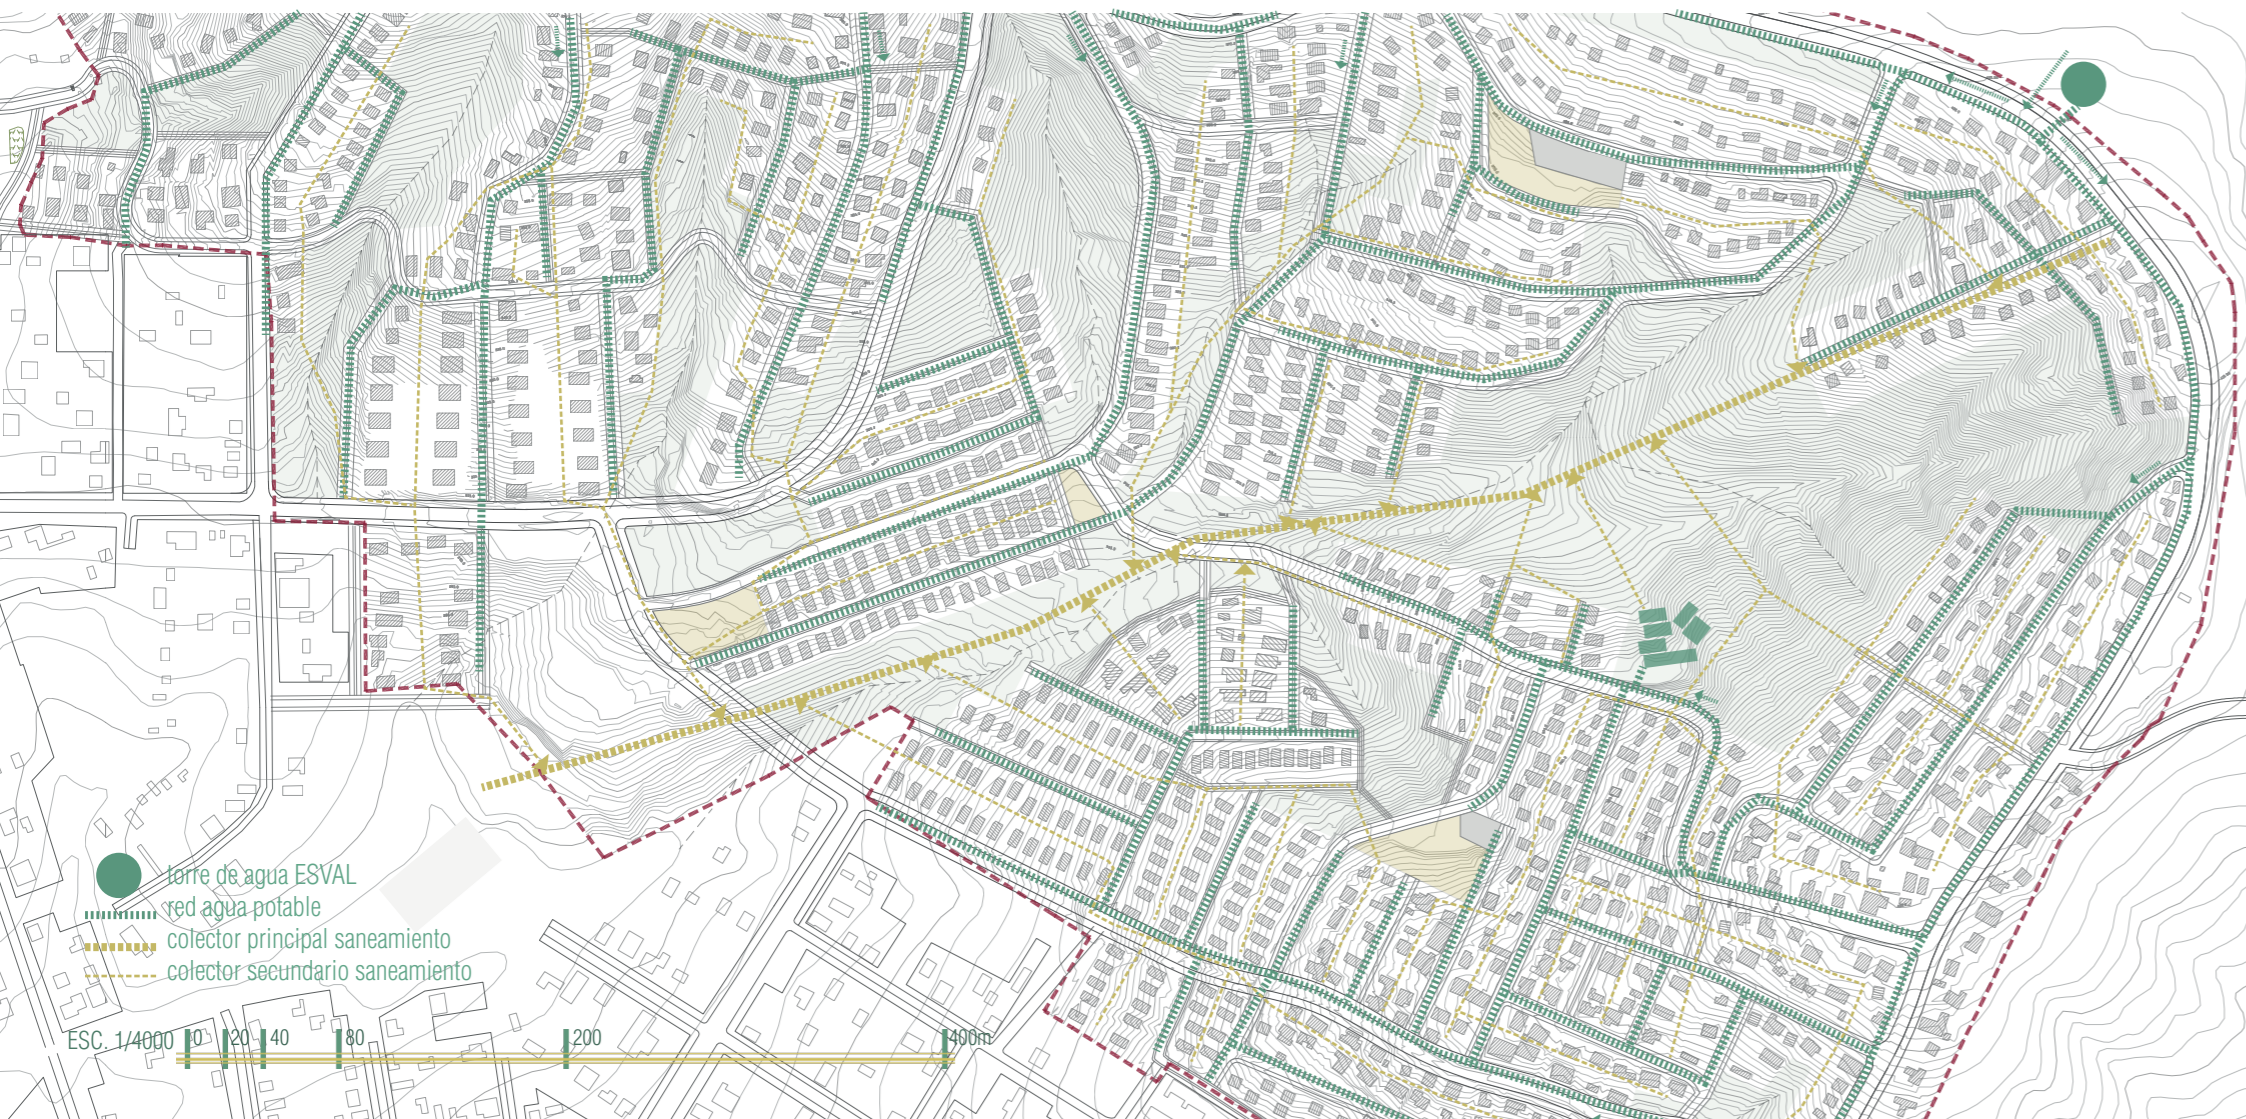 torre de agua ESVAL
red agua potable
colector principal saneamiento
colector secundario saneamiento
ESC. 1/4000 0 20 40 80 200 400m